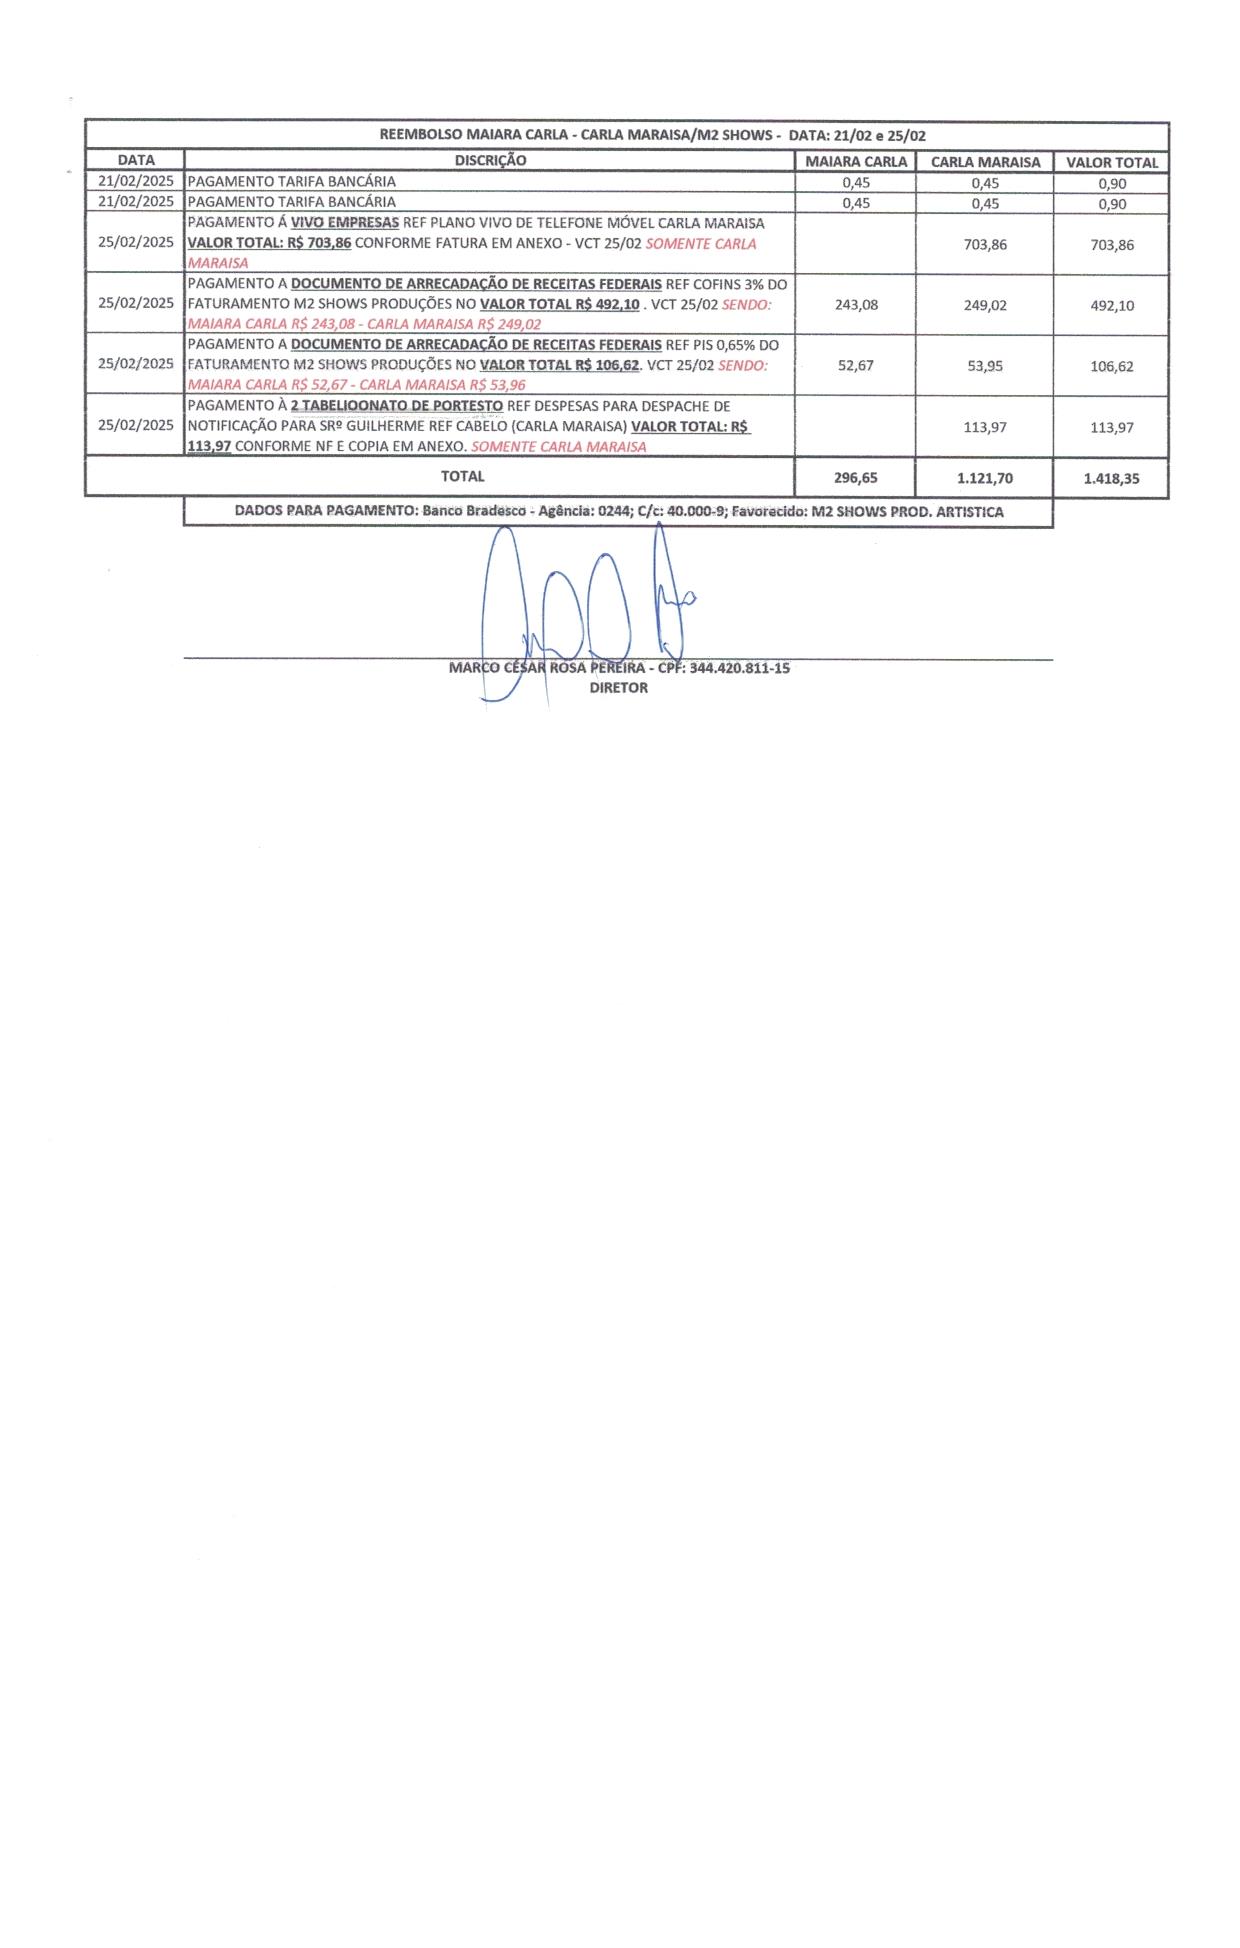 REEMBOLSO MAIARA CARLA - CARLA MARAISA/M2 SHOWS - DATA: 21/02 e 25/02
DATA DISCRIÇÃO MAIARA CARLA CARLA MARAISA VALOR TOTAL
21/02/2025 PAGAMENTO TARIFA BANCÁRIA 0,45 0,45 0,90
21/02/2025 PAGAMENTO TARIFA BANCÁRIA 0,45 0,45 0,90
PAGAMENTO Á VIVO EMPRESAS REF PLANO VIVO DE TELEFONE MÓVEL CARLA MARAISA
25/02/2025 VALOR TOTAL: R$ 703,86 CONFORME FATURA EM ANEXO - VCT 25/02 SOMENTE CARLA 703,86 703,86
MARAISA
PAGAMENTO A DOCUMENTO DE ARRECADAÇÃO DE RECEITAS FEDERAIS REF COFINS 3% DO
25/02/2025 FATURAMENTO M2 SHOWS PRODUÇÕES NO VALOR TOTAL R$ 492,10 . VCT 25/02 SENDO: 243,08 249,02 492,10
MAIARA CARLA R$ 243,08 - CARLA MARAISA R$ 249,02
PAGAMENTO A DOCUMENTO DE ARRECADAÇÃO DE RECEITAS FEDERAIS REF PIS 0,65% DO
25/02/2025 FATURAMENTO M2 SHOWS PRODUÇÕES NO VALOR TOTAL R$ 106,62. VCT 25/02 SENDO: 52,67 53,95 106,62
MAIARA CARLA R$ 52,67 - CARLA MARAISA R$ 53,96
PAGAMENTO À 2 TABELIOONATO DE PORTESTO REF DESPESAS PARA DESPACHE DE
25/02/2025 NOTIFICAÇÃO PARA SRº GUILHERME REF CABELO (CARLA MARAISA) VALOR TOTAL: R$ 113,97 113,97
113,97 CONFORME NF E COPIA EM ANEXO. SOMENTE CARLA MARAISA
TOTAL 296,65 1.121,70 1.418,35
DADOS PARA PAGAMENTO: Banco Bradesco - Agência: 0244; C/c: 40.000-9; Favorecido: M2 SHOWS PROD. ARTISTICA
MARCO CÉSAR ROSA PEREIRA - CPF: 344.420.811-15
DIRETOR